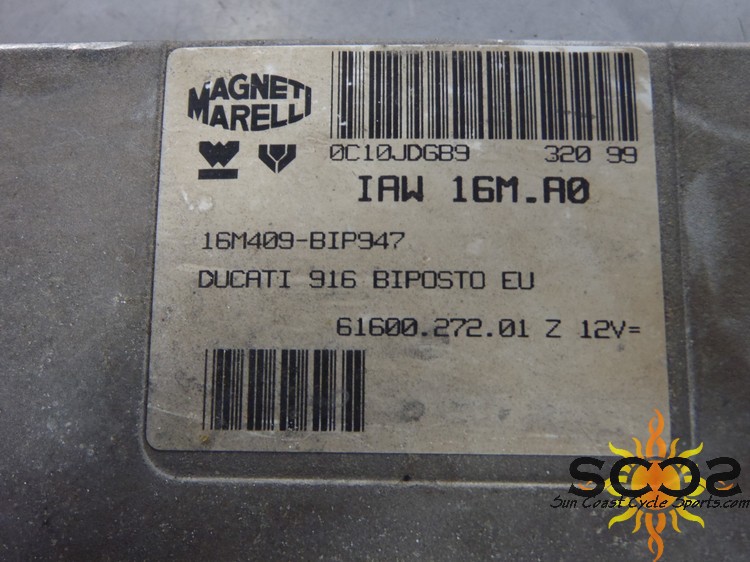 MAGNETI
MARELLI
0C10JDGB9 320 99
IAW 16M.A0
16M409-BIP947
DUCATI 916 BIPOSTO EU
61600.272.01 Z 12V=
SCCS
Sun Coast Cycle Sports.com